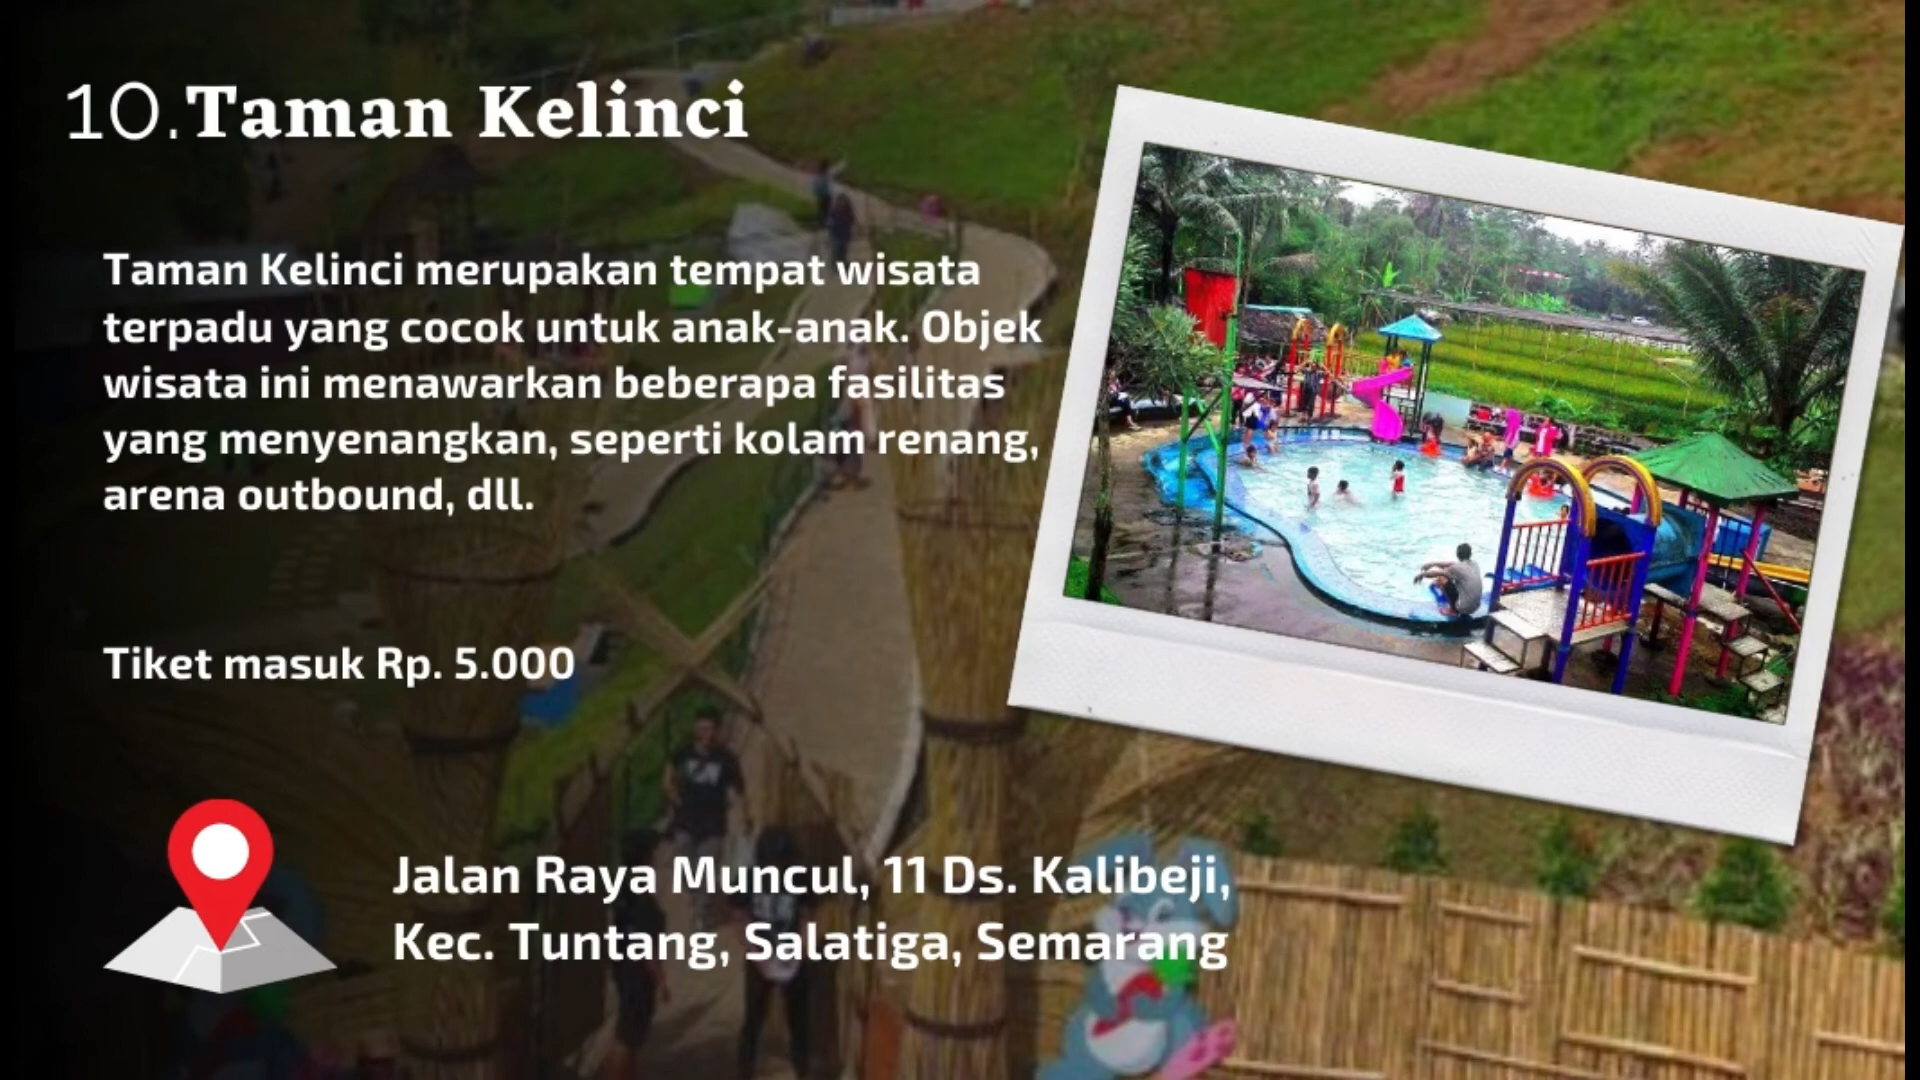 10. Taman Kelinci
Taman Kelinci merupakan tempat wisata
terpadu yang cocok untuk anak-anak. Objek
wisata ini menawarkan beberapa fasilitas
yang menyenangkan, seperti kolam renang,
arena outbound, dll.
Tiket masuk Rp. 5.000
Jalan Raya Muncul, 11 Ds. Kalibeji,
Kec. Tuntang, Salatiga, Semarang